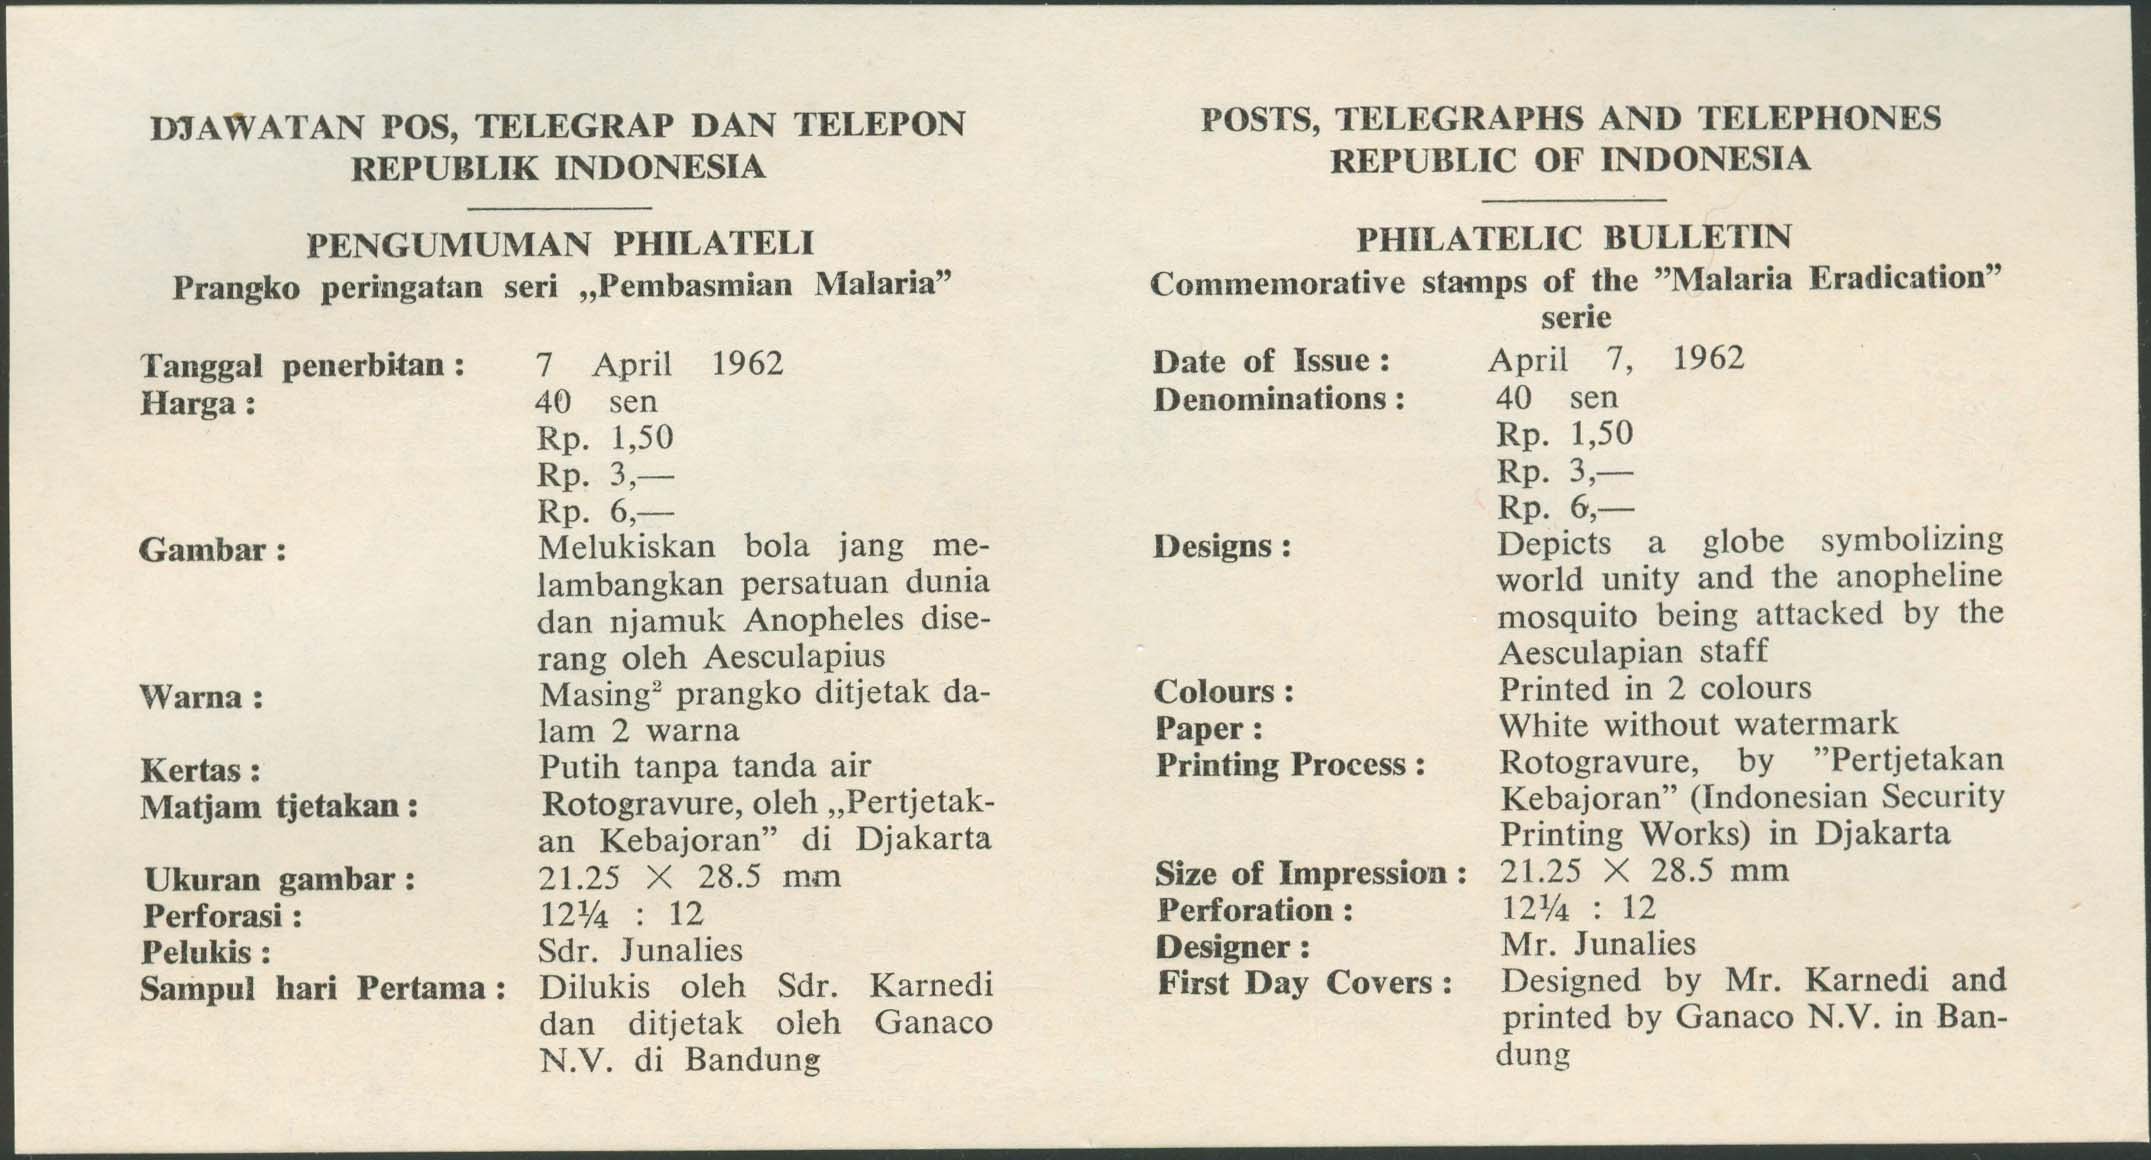 DJAWATAN POS, TELEGRAP DAN TELEPON
REPUBLIK INDONESIA
PENGUMUMAN PHILATELI
Prangko peringatan seri „Pembasmian Malaria”
Tanggal penerbitan : 7 April 1962
Harga : 40 sen
Rp. 1,50
Rp. 3,—
Rp. 6,—
Gambar : Melukiskan bola jang me-
lambangkan persatuan dunia
dan njamuk Anopheles dise-
rang oleh Aesculapius
Warna : Masing² prangko ditjetak da-
lam 2 warna
Kertas : Putih tanpa tanda air
Matjam tjetakan : Rotogravure, oleh „Pertjetak-
an Kebajoran” di Djakarta
Ukuran gambar : 21.25 × 28.5 mm
Perforasi : 12¼ : 12
Pelukis : Sdr. Junalies
Sampul hari Pertama : Dilukis oleh Sdr. Karnedi
dan ditjetak oleh Ganaco
N.V. di Bandung
POSTS, TELEGRAPHS AND TELEPHONES
REPUBLIC OF INDONESIA
PHILATELIC BULLETIN
Commemorative stamps of the ”Malaria Eradication”
serie
Date of Issue : April 7, 1962
Denominations : 40 sen
Rp. 1,50
Rp. 3,—
Rp. 6,—
Designs : Depicts a globe symbolizing
world unity and the anopheline
mosquito being attacked by the
Aesculapian staff
Colours : Printed in 2 colours
Paper : White without watermark
Printing Process : Rotogravure, by ”Pertjetakan
Kebajoran” (Indonesian Security
Printing Works) in Djakarta
Size of Impression : 21.25 × 28.5 mm
Perforation : 12¼ : 12
Designer : Mr. Junalies
First Day Covers : Designed by Mr. Karnedi and
printed by Ganaco N.V. in Ban-
dung